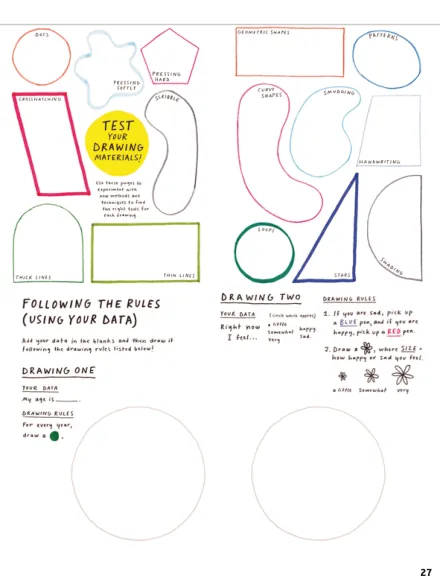 DOTS
PRESSING
SOFTLY
PRESSING
HARD
GEOMETRIC SHAPES
PATTERNS
CROSSHATCHING
TEST
YOUR
DRAWING
MATERIALS!
SCRIBBLE
CURVE
SHAPES
SMUDGING
HANDWRITING
Use these pages to
experiment with
new methods and
techniques to find
the right tools for
each drawing
THICK LINES
THIN LINES
LOOPS
STARS
SHADING
FOLLOWING THE RULES
(USING YOUR DATA)
Add your data in the blanks and then draw it
following the drawing rules listed below!
DRAWING ONE
YOUR DATA
My age is _____.
DRAWING RULES
For every year,
draw a
DRAWING TWO
YOUR DATA
(circle which applies)
Right now
I feel...
a little
somewhat
very
happy.
sad.
DRAWING RULES
1. If you are sad, pick up
a BLUE pen, and if you are
happy, pick up a RED pen.
2. Draw a , where SIZE =
how happy or sad you feel.
a little somewhat very
27